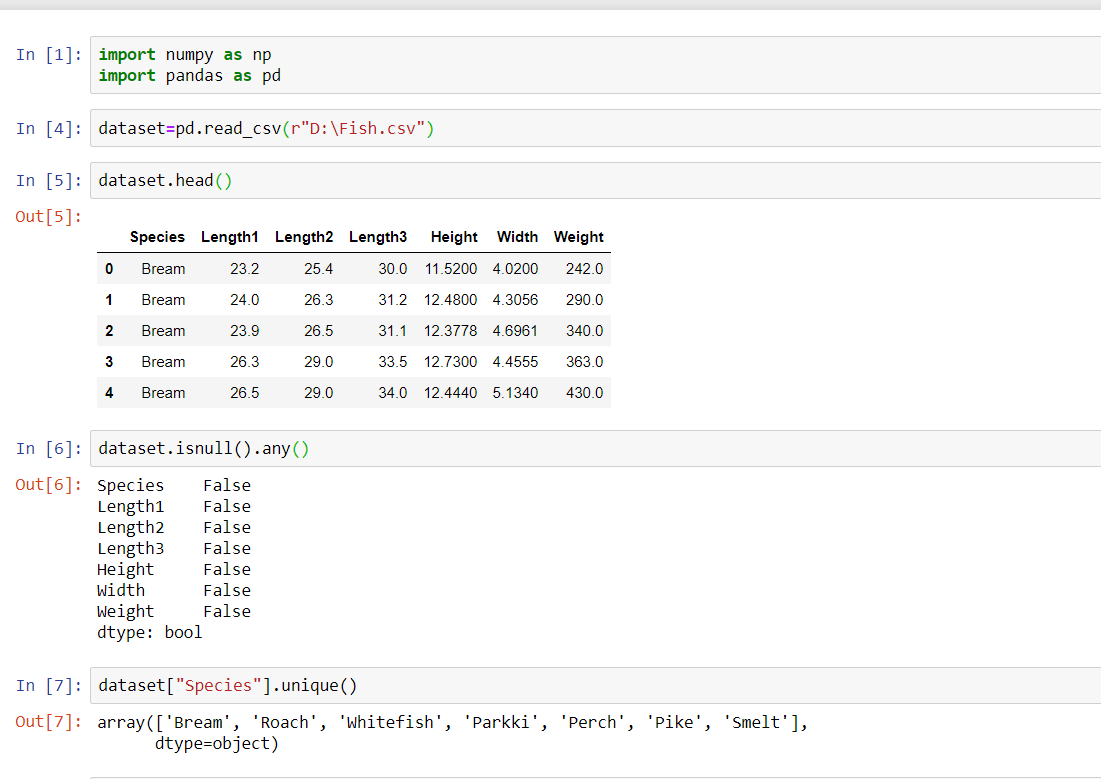 In [1]: import numpy as np
import pandas as pd
In [4]: dataset=pd.read_csv(r"D:\Fish.csv")
In [5]: dataset.head()
Out[5]:
Species Length1 Length2 Length3 Height Width Weight
0 Bream 23.2 25.4 30.0 11.5200 4.0200 242.0
1 Bream 24.0 26.3 31.2 12.4800 4.3056 290.0
2 Bream 23.9 26.5 31.1 12.3778 4.6961 340.0
3 Bream 26.3 29.0 33.5 12.7300 4.4555 363.0
4 Bream 26.5 29.0 34.0 12.4440 5.1340 430.0
In [6]: dataset.isnull().any()
Out[6]: Species False
Length1 False
Length2 False
Length3 False
Height False
Width False
Weight False
dtype: bool
In [7]: dataset["Species"].unique()
Out[7]: array(['Bream', 'Roach', 'Whitefish', 'Parkki', 'Perch', 'Pike', 'Smelt'],
dtype=object)